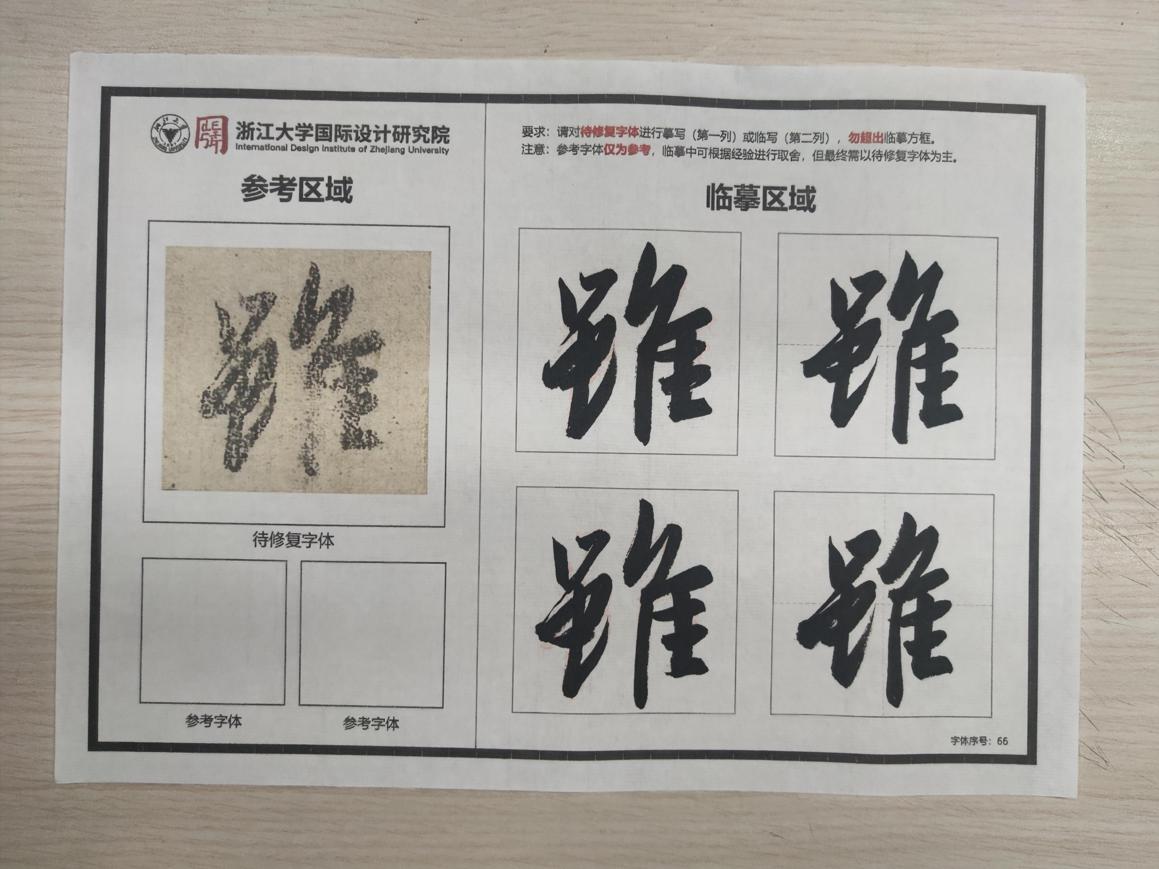 浙江大学国际设计研究院
International Design Institute of Zhejiang University
参考区域
雖
待修复字体
参考字体 参考字体
要求：请对待修复字体进行摹写（第一列）或临写（第二列），勿超出临摹方框。
注意：参考字体仅为参考，临摹中可根据经验进行取舍，但最终需以待修复字体为主。
临摹区域
雖 雖
雖 雖
字体序号：66